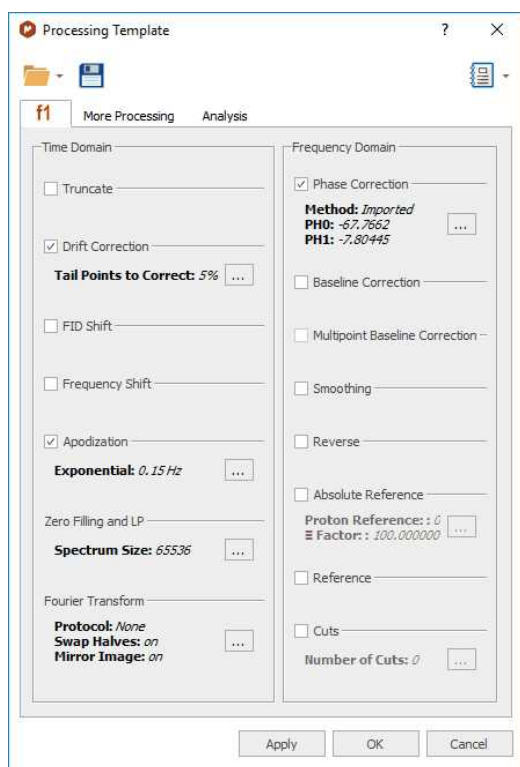 Processing Template
?
f1
More Processing
Analysis
Time Domain
Truncate
Drift Correction
Tail Points to Correct: 5%
...
FID Shift
Frequency Shift
Apodization
Exponential: 0.15 Hz
...
Zero Filling and LP
Spectrum Size: 65536
...
Fourier Transform
Protocol: None
Swap Halves: on
Mirror Image: on
...
Frequency Domain
Phase Correction
Method: Imported
PH0: -67.7662
PH1: -7.80445
...
Baseline Correction
Multipoint Baseline Correction
Smoothing
Reverse
Absolute Reference
Proton Reference: : 0
Ξ Factor: : 100.000000
...
Reference
Cuts
Number of Cuts: 0
...
Apply
OK
Cancel